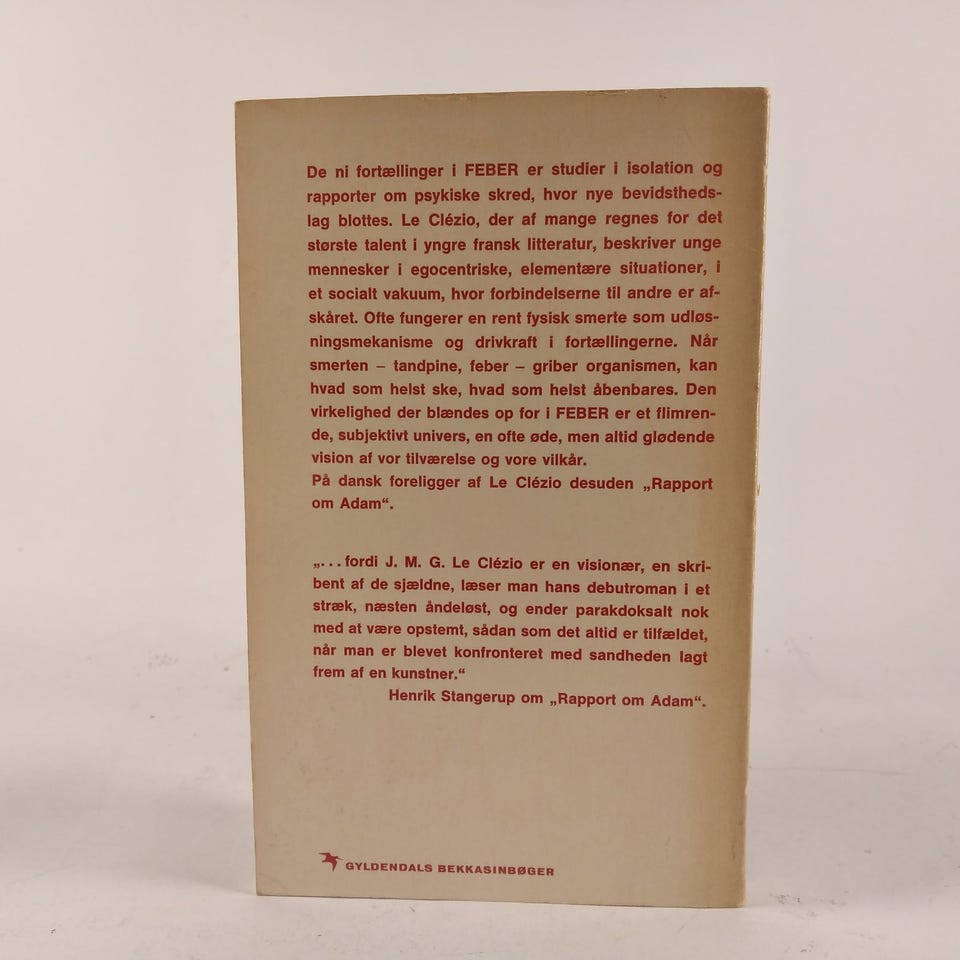 De ni fortællinger i FEBER er studier i isolation og
rapporter om psykiske skred, hvor nye bevidstheds-
lag blottes. Le Clézio, der af mange regnes for det
største talent i yngre fransk litteratur, beskriver unge
mennesker i egocentriske, elementære situationer, i
et socialt vakuum, hvor forbindelserne til andre er af-
skåret. Ofte fungerer en rent fysisk smerte som udløs-
ningsmekanisme og drivkraft i fortællingerne. Når
smerten – tandpine, feber – griber organismen, kan
hvad som helst ske, hvad som helst åbenbares. Den
virkelighed der blændes op for i FEBER er et flimren-
de, subjektivt univers, en ofte øde, men altid glødende
vision af vor tilværelse og vore vilkår.
På dansk foreligger af Le Clézio desuden „Rapport
om Adam“.
„...fordi J. M. G. Le Clézio er en visionær, en skri-
bent af de sjældne, læser man hans debutroman i et
stræk, næsten åndeløst, og ender parakdoksalt nok
med at være opstemt, sådan som det altid er tilfældet,
når man er blevet konfronteret med sandheden lagt
frem af en kunstner.“
Henrik Stangerup om „Rapport om Adam“.
GYLDENDALS BEKKASINBØGER